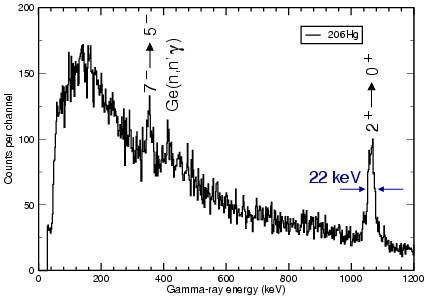 200
150
100
50
0
Counts per channel
0 200 400 600 800 1000 1200
Gamma-ray energy (keV)
206Hg
7⁻ → 5⁻
Ge(n,n'γ)
2⁺ → 0⁺
22 keV